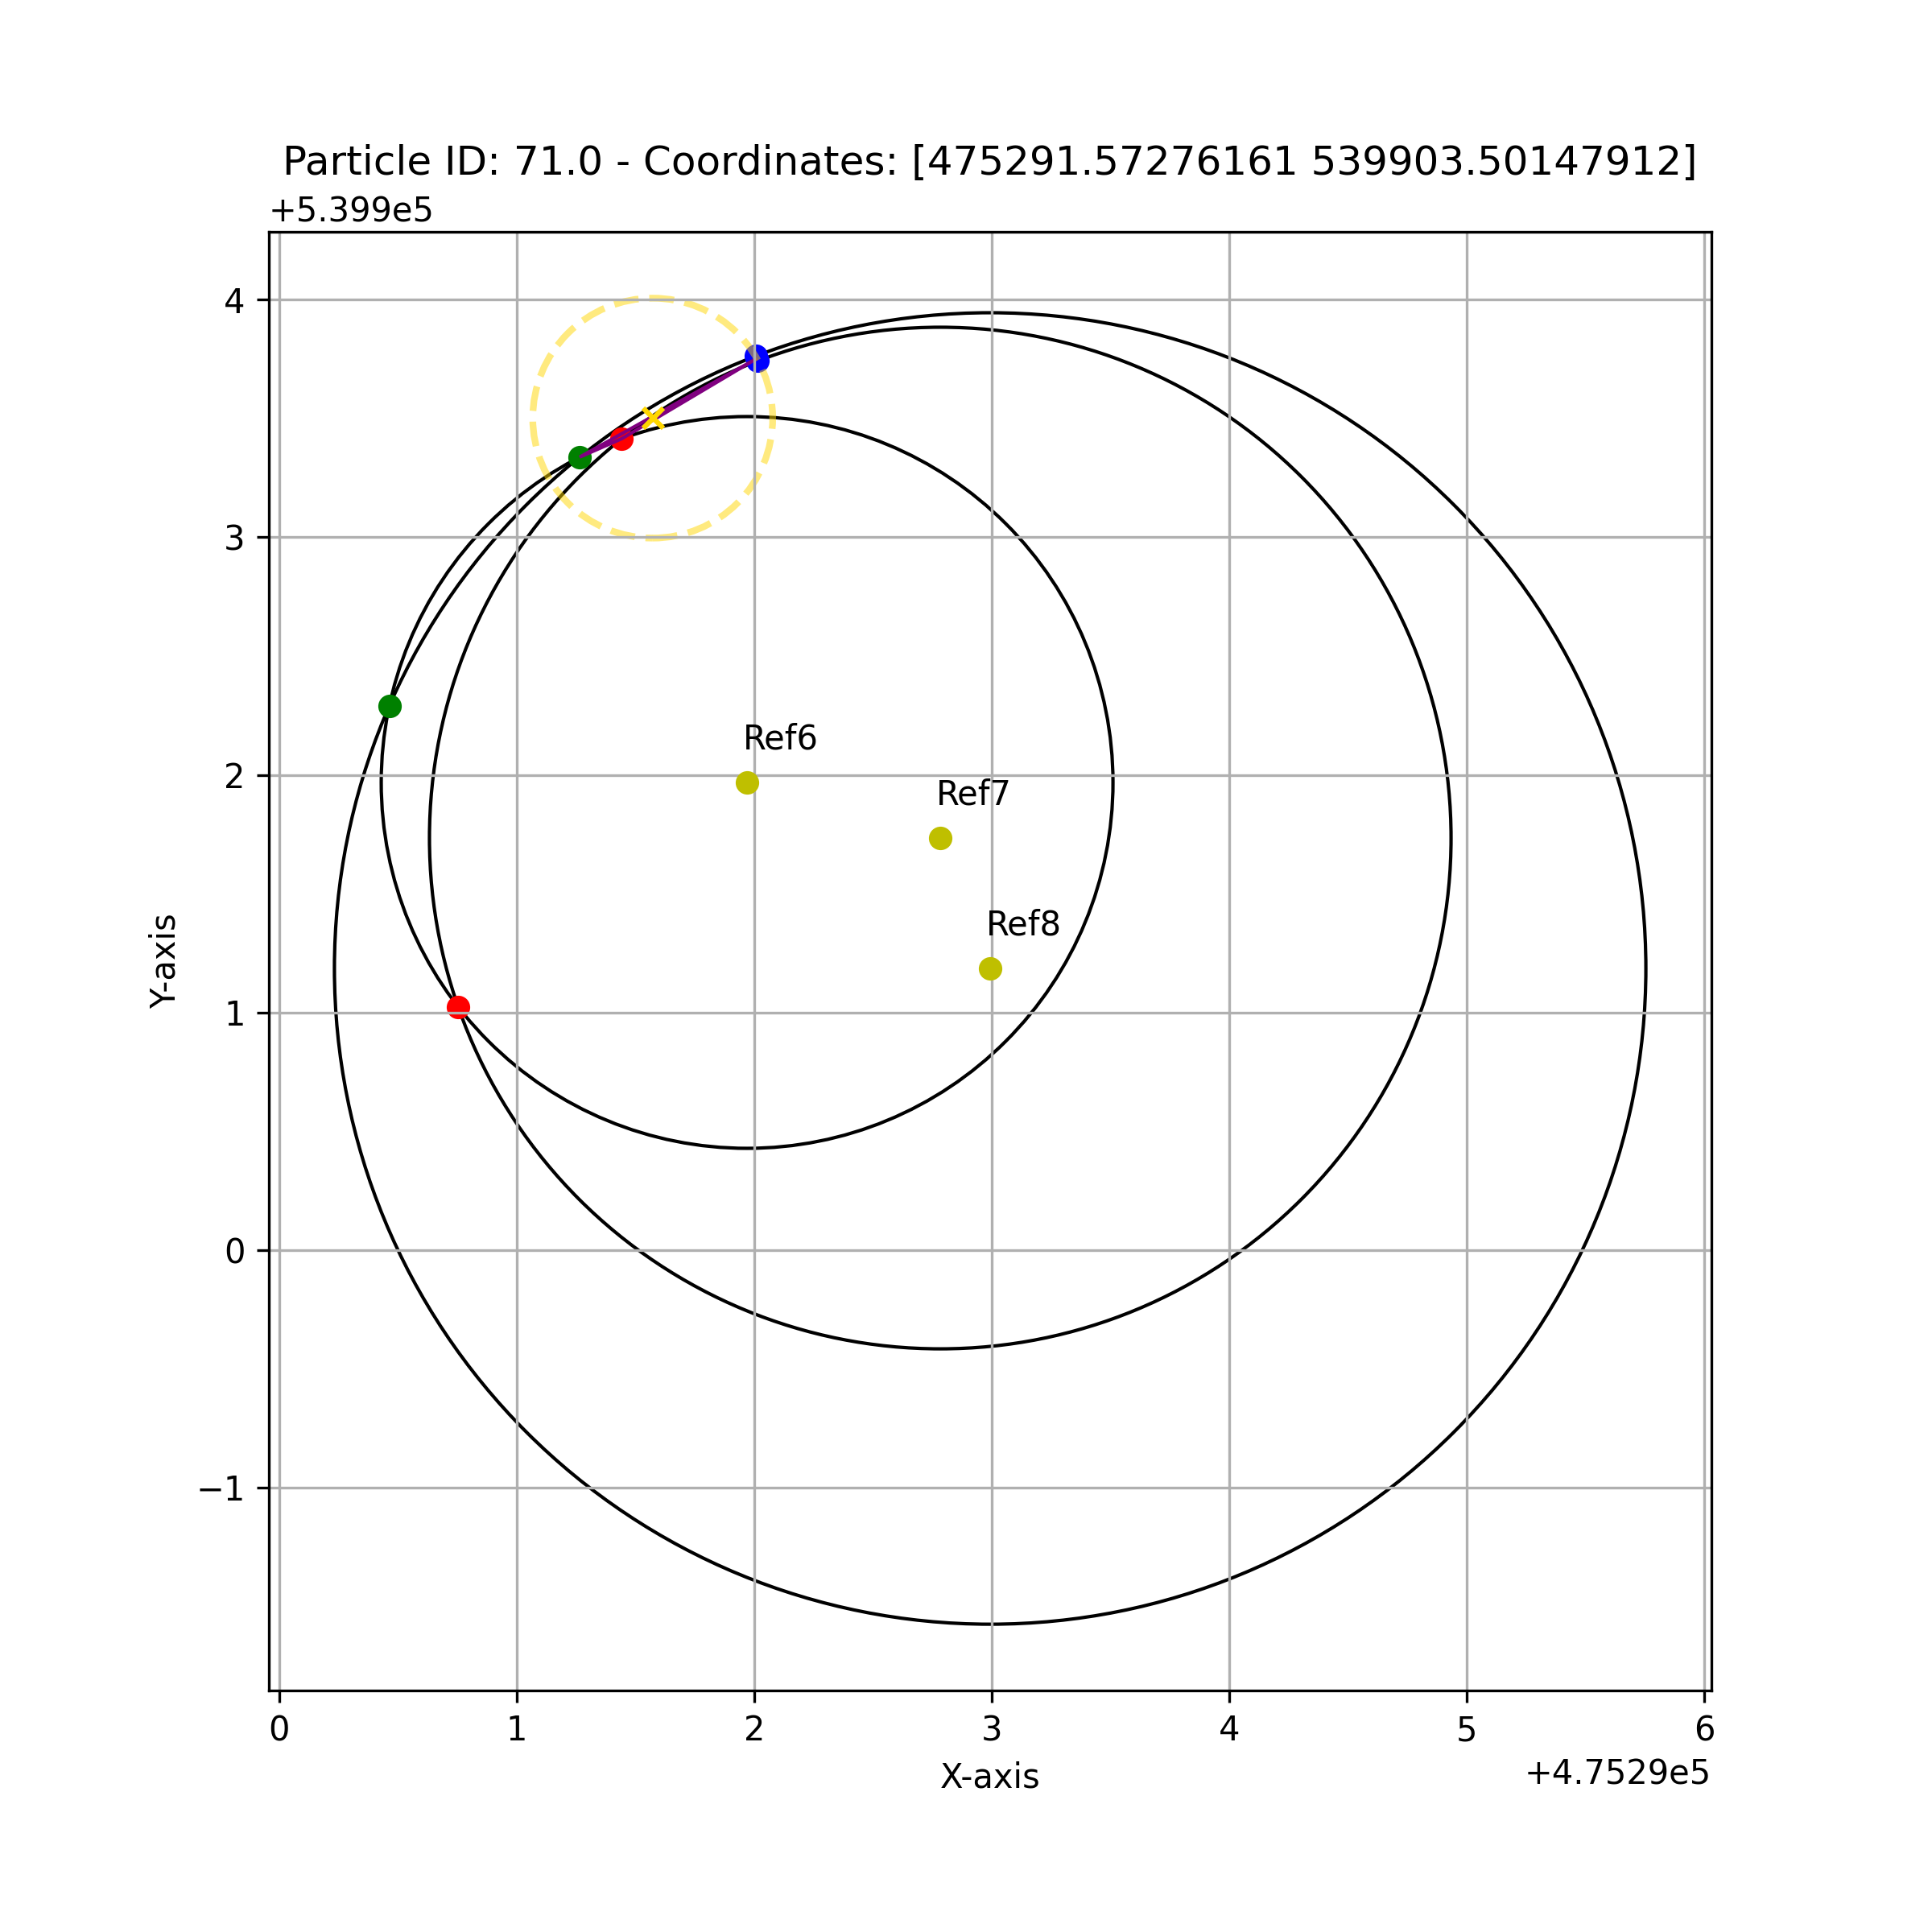 Particle ID: 71.0 - Coordinates: [475291.57276161 539903.50147912]
+5.399e5
4
3
2
1
0
−1
Y-axis
Ref6
Ref7
Ref8
0 1 2 3 4 5 6
X-axis
+4.7529e5